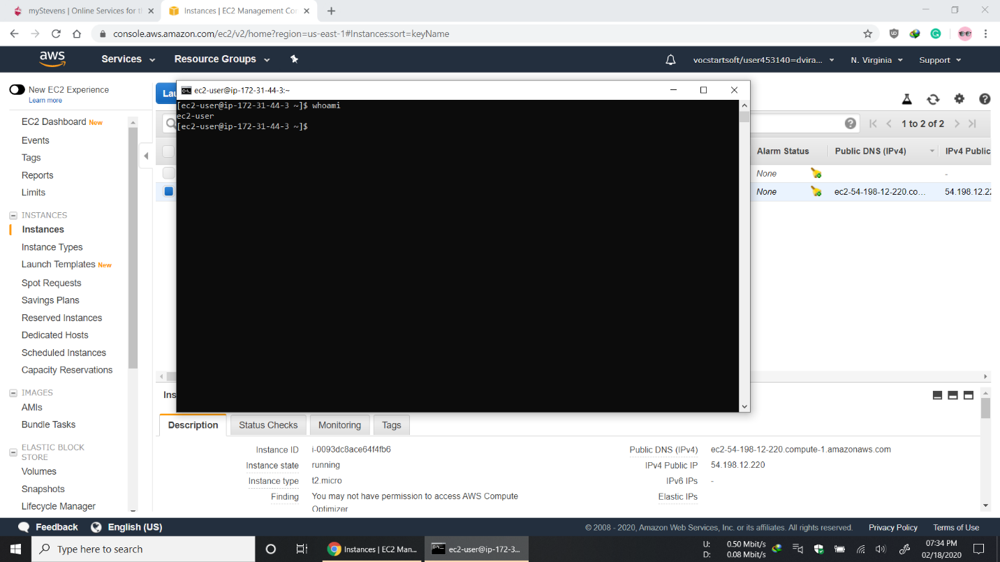 myStevens | Online Services for t
Instances | EC2 Management Con
console.aws.amazon.com/ec2/v2/home?region=us-east-1#Instances:sort=keyName
aws
Services
Resource Groups
vocstartsoft/user453140=dvira...
N. Virginia
Support
New EC2 Experience
Learn more
EC2 Dashboard New
Events
Tags
Reports
Limits
INSTANCES
Instances
Instance Types
Launch Templates New
Spot Requests
Savings Plans
Reserved Instances
Dedicated Hosts
Scheduled Instances
Capacity Reservations
IMAGES
AMIs
Bundle Tasks
ELASTIC BLOCK
STORE
Volumes
Snapshots
Lifecycle Manager
Lau
ec2-user@ip-172-31-44-3:~
[ec2-user@ip-172-31-44-3 ~]$ whoami
ec2-user
[ec2-user@ip-172-31-44-3 ~]$
1 to 2 of 2
Alarm Status
Public DNS (IPv4)
IPv4 Public
None
-
None
ec2-54-198-12-220.co...
54.198.12.22
Ins
Description
Status Checks
Monitoring
Tags
Instance ID
i-0093dc8ace64f4fb6
Public DNS (IPv4)
ec2-54-198-12-220.compute-1.amazonaws.com
Instance state
running
IPv4 Public IP
54.198.12.220
Instance type
t2.micro
IPv6 IPs
-
Finding
You may not have permission to access AWS Compute
Optimizer
Elastic IPs
Feedback
English (US)
© 2008 - 2020, Amazon Web Services, Inc. or its affiliates. All rights reserved.
Privacy Policy
Terms of Use
Type here to search
Instances | EC2 Man...
ec2-user@ip-172-3...
U: 0.50 Mbit/s
D: 0.08 Mbit/s
07:34 PM
02/18/2020